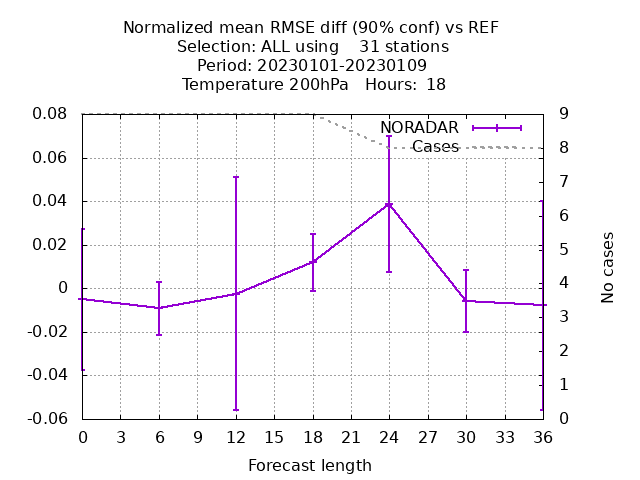 Normalized mean RMSE diff (90% conf) vs REF
Selection: ALL using    31 stations
Period: 20230101-20230109
Temperature 200hPa   Hours:  18
NORADAR
Cases
0.08
0.06
0.04
0.02
0
-0.02
-0.04
-0.06
9
8
7
6
5
4
3
2
1
0
No cases
0 3 6 9 12 15 18 21 24 27 30 33 36
Forecast length